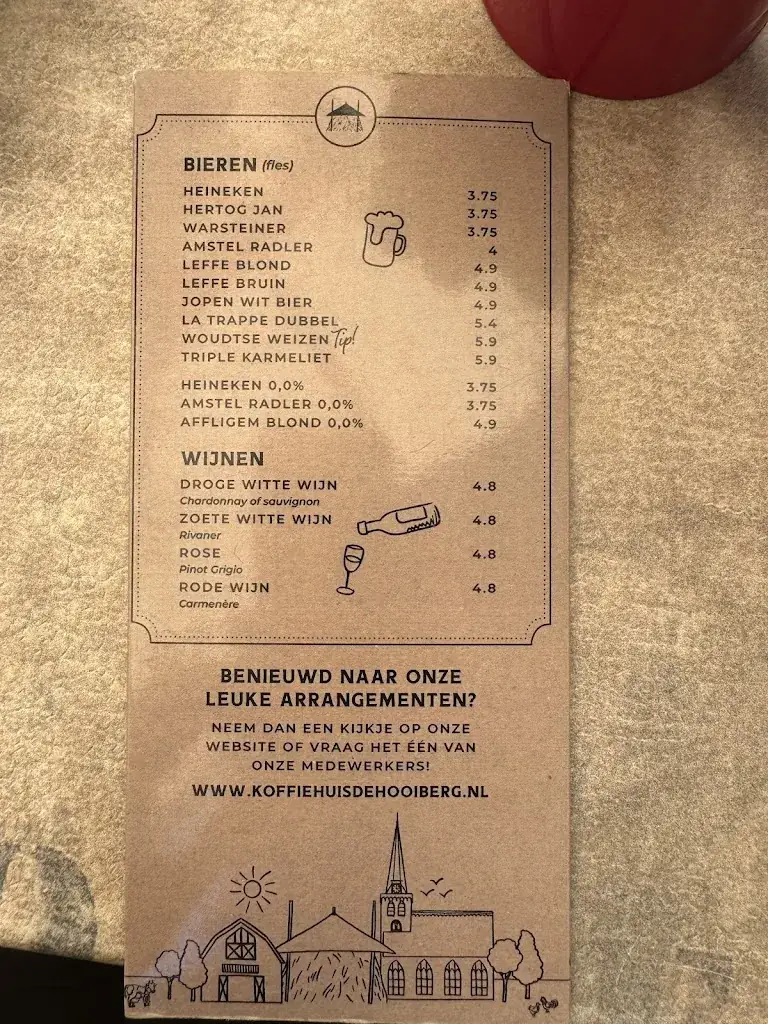 BIEREN (fles)
HEINEKEN 3.75
HERTOG JAN 3.75
WARSTEINER 3.75
AMSTEL RADLER 4
LEFFE BLOND 4.9
LEFFE BRUIN 4.9
JOPEN WIT BIER 4.9
LA TRAPPE DUBBEL 5.4
WOUDTSE WEIZEN Tip! 5.9
TRIPLE KARMELIET 5.9
HEINEKEN 0,0% 3.75
AMSTEL RADLER 0,0% 3.75
AFFLIGEM BLOND 0,0% 4.9
WIJNEN
DROGE WITTE WIJN 4.8
Chardonnay of sauvignon
ZOETE WITTE WIJN 4.8
Rivaner
ROSE 4.8
Pinot Grigio
RODE WIJN 4.8
Carmenère
BENIEUWD NAAR ONZE
LEUKE ARRANGEMENTEN?
NEEM DAN EEN KIJKJE OP ONZE
WEBSITE OF VRAAG HET ÉÉN VAN
ONZE MEDEWERKERS!
WWW.KOFFIEHUISDEHOOIBERG.NL